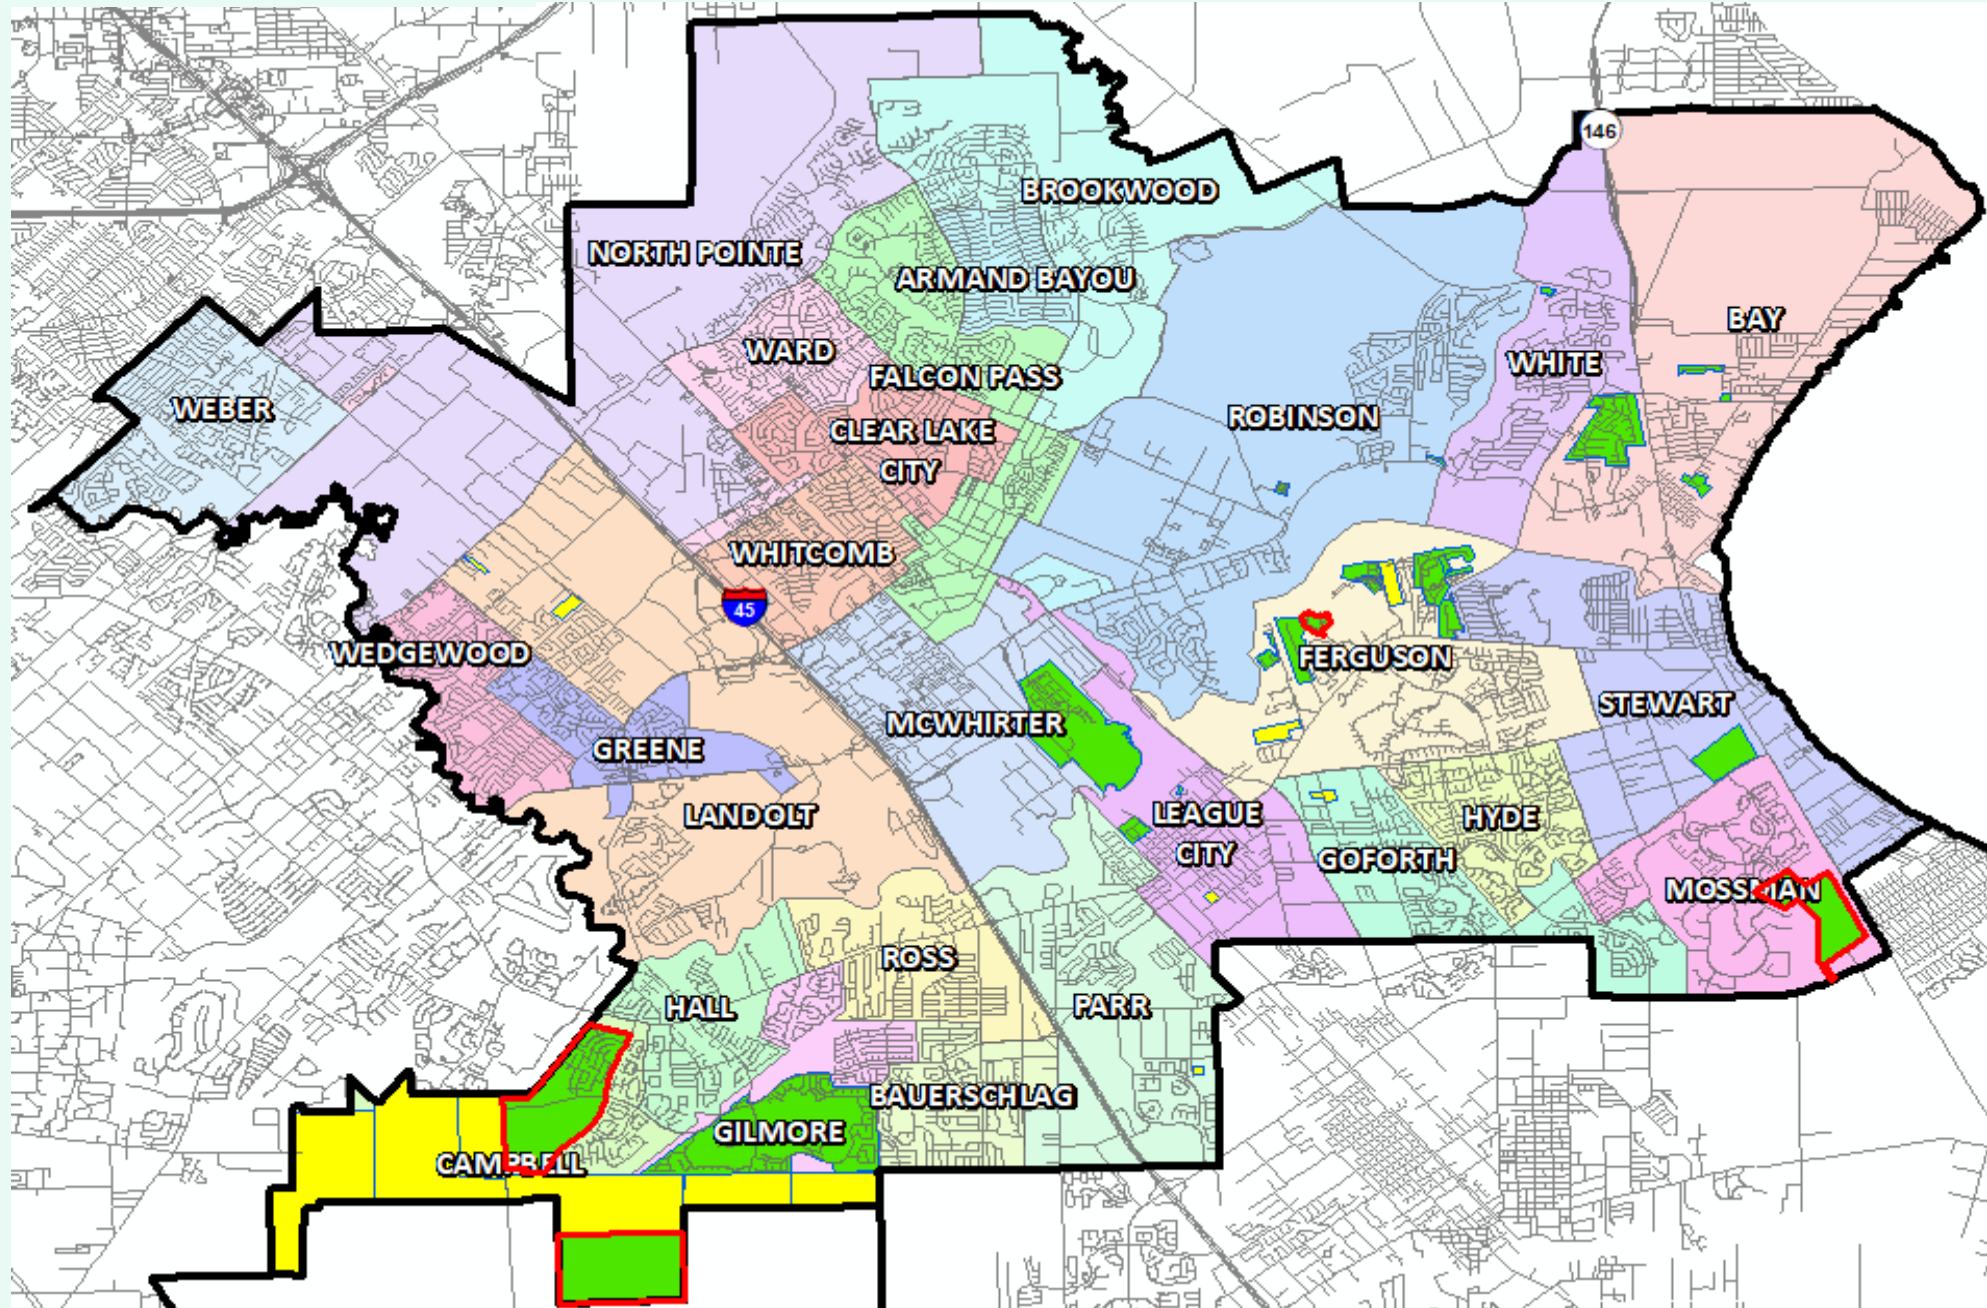 146
BROOKWOOD
NORTH POINTE
ARMAND BAYOU
BAY
WARD
WHITE
FALCON PASS
WEBER
ROBINSON
CLEAR LAKE
CITY
WHITCOMB
45
WEDGEWOOD
FERGUSON
STEWART
MCWHIRTER
GREENE
LANDOLT
LEAGUE
CITY
HYDE
GOFORTH
MOSSMAN
ROSS
HALL
PARR
BAUERSCHLAG
GILMORE
CAMPBELL